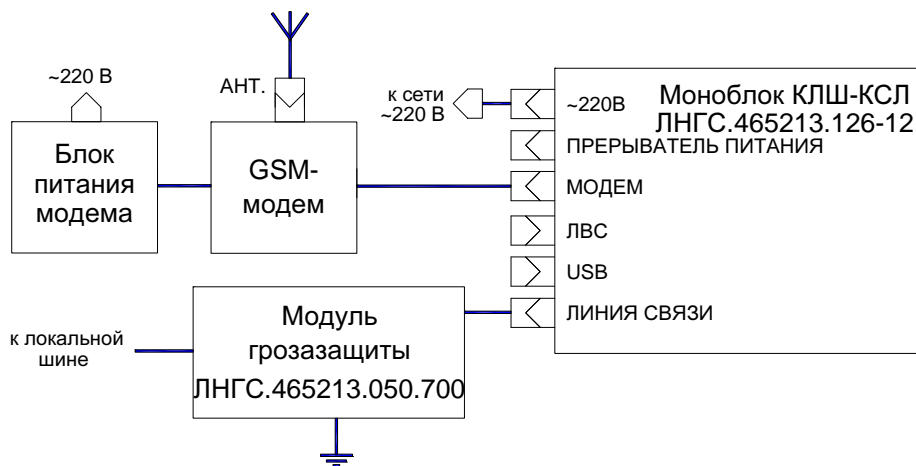 ~220 В
АНТ.
Блок
питания
модема
GSM-
модем
к сети
~220 В
Моноблок КЛШ-КСЛ
ЛНГС.465213.126-12
~220В
ПРЕРЫВАТЕЛЬ ПИТАНИЯ
МОДЕМ
ЛВС
USB
ЛИНИЯ СВЯЗИ
к локальной
шине
Модуль
грозазащиты
ЛНГС.465213.050.700